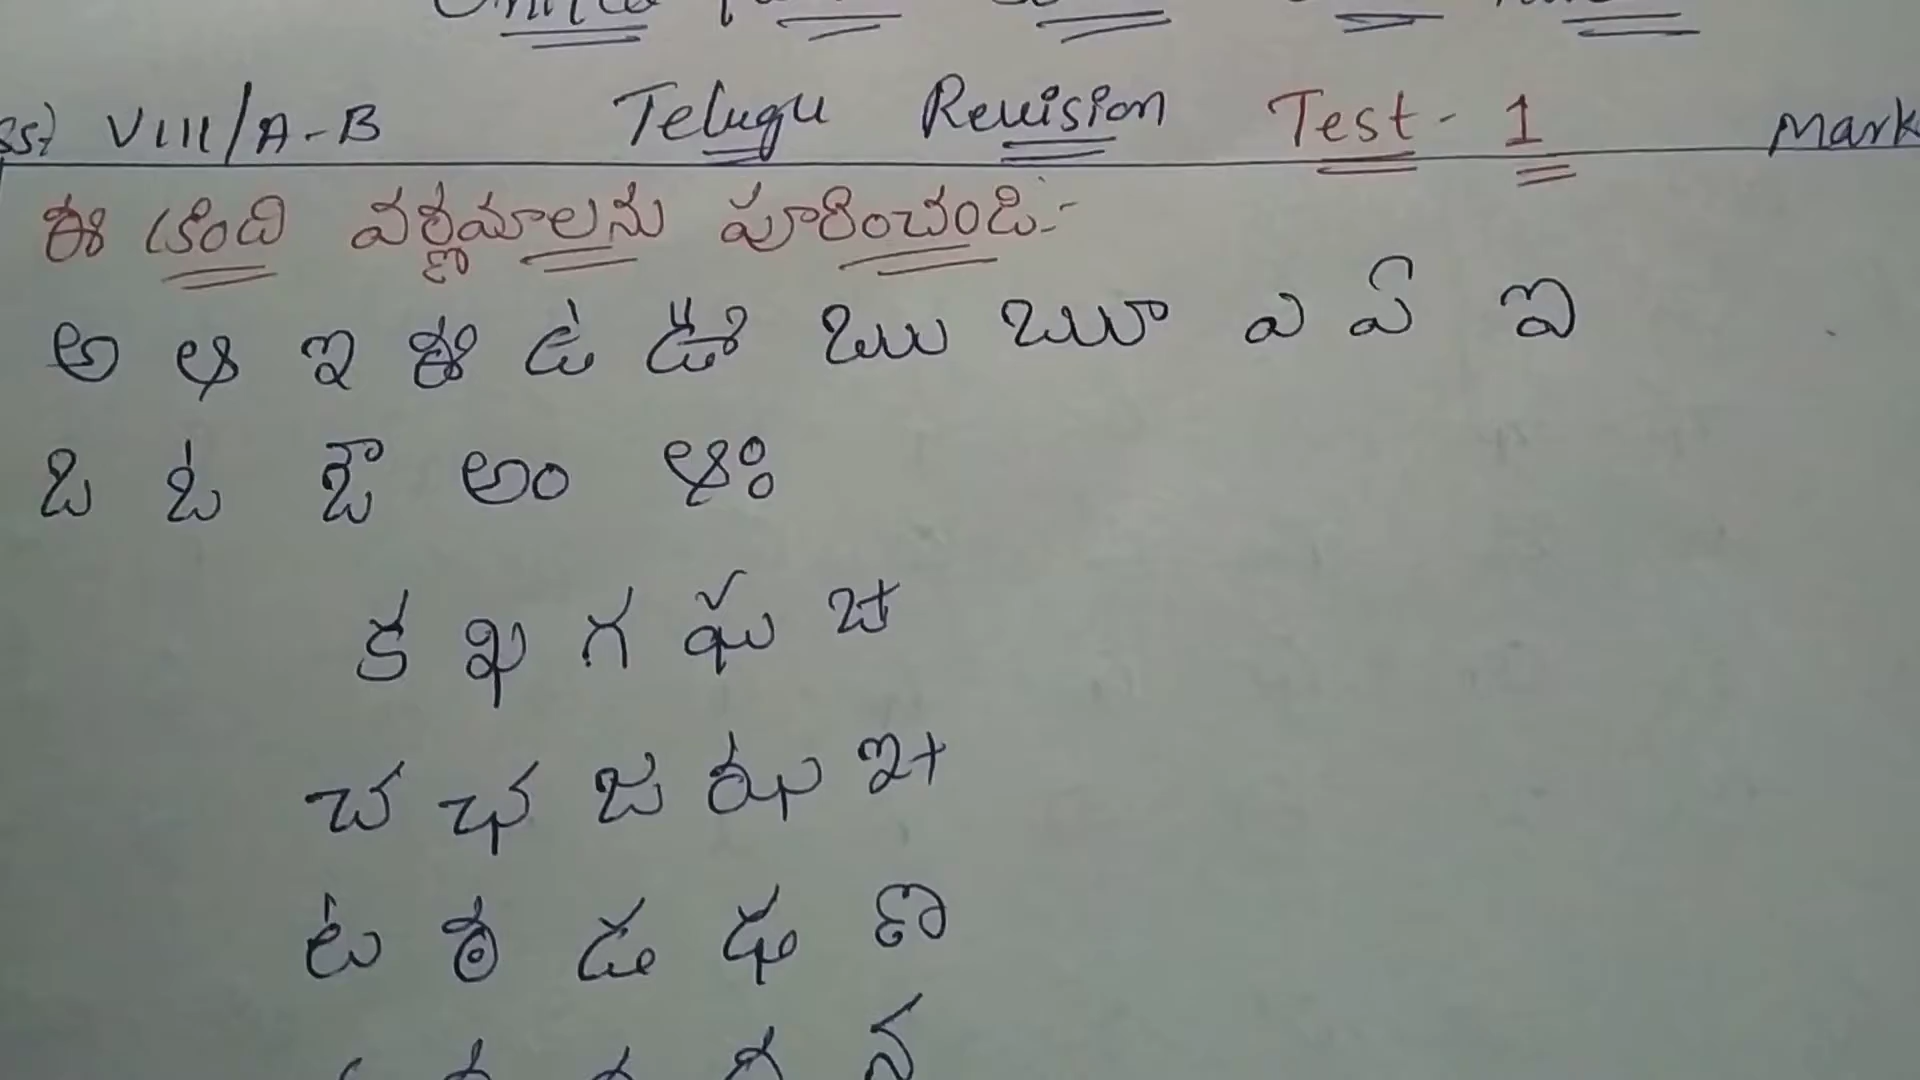 VIII/A-B Telugu Revision Test-1 Mark
ఈ క్రింది వర్ణమాలను పూరించండి:-
అ ఆ ఇ ఈ ఉ ఊ ఋ ౠ ఎ ఏ ఐ
ఒ ఓ ఔ అం అః
క ఖ గ ఘ ఙ
చ ఛ జ ఝ ఞ
ట ఠ డ ఢ ణ
న